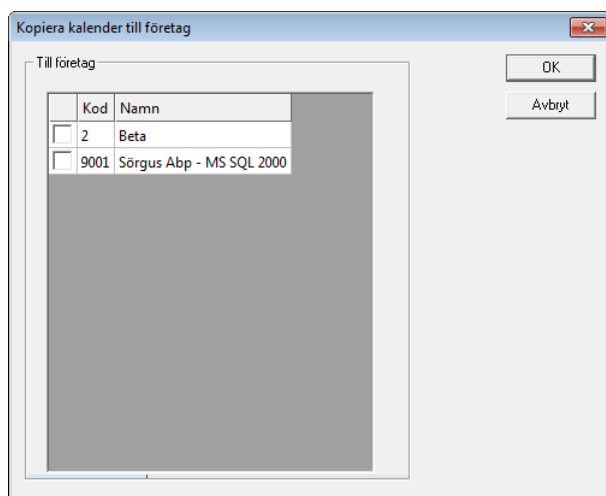 Kopiera kalender till företag
Till företag
OK
Avbryt
Kod Namn
2 Beta
9001 Sörgus Abp - MS SQL 2000